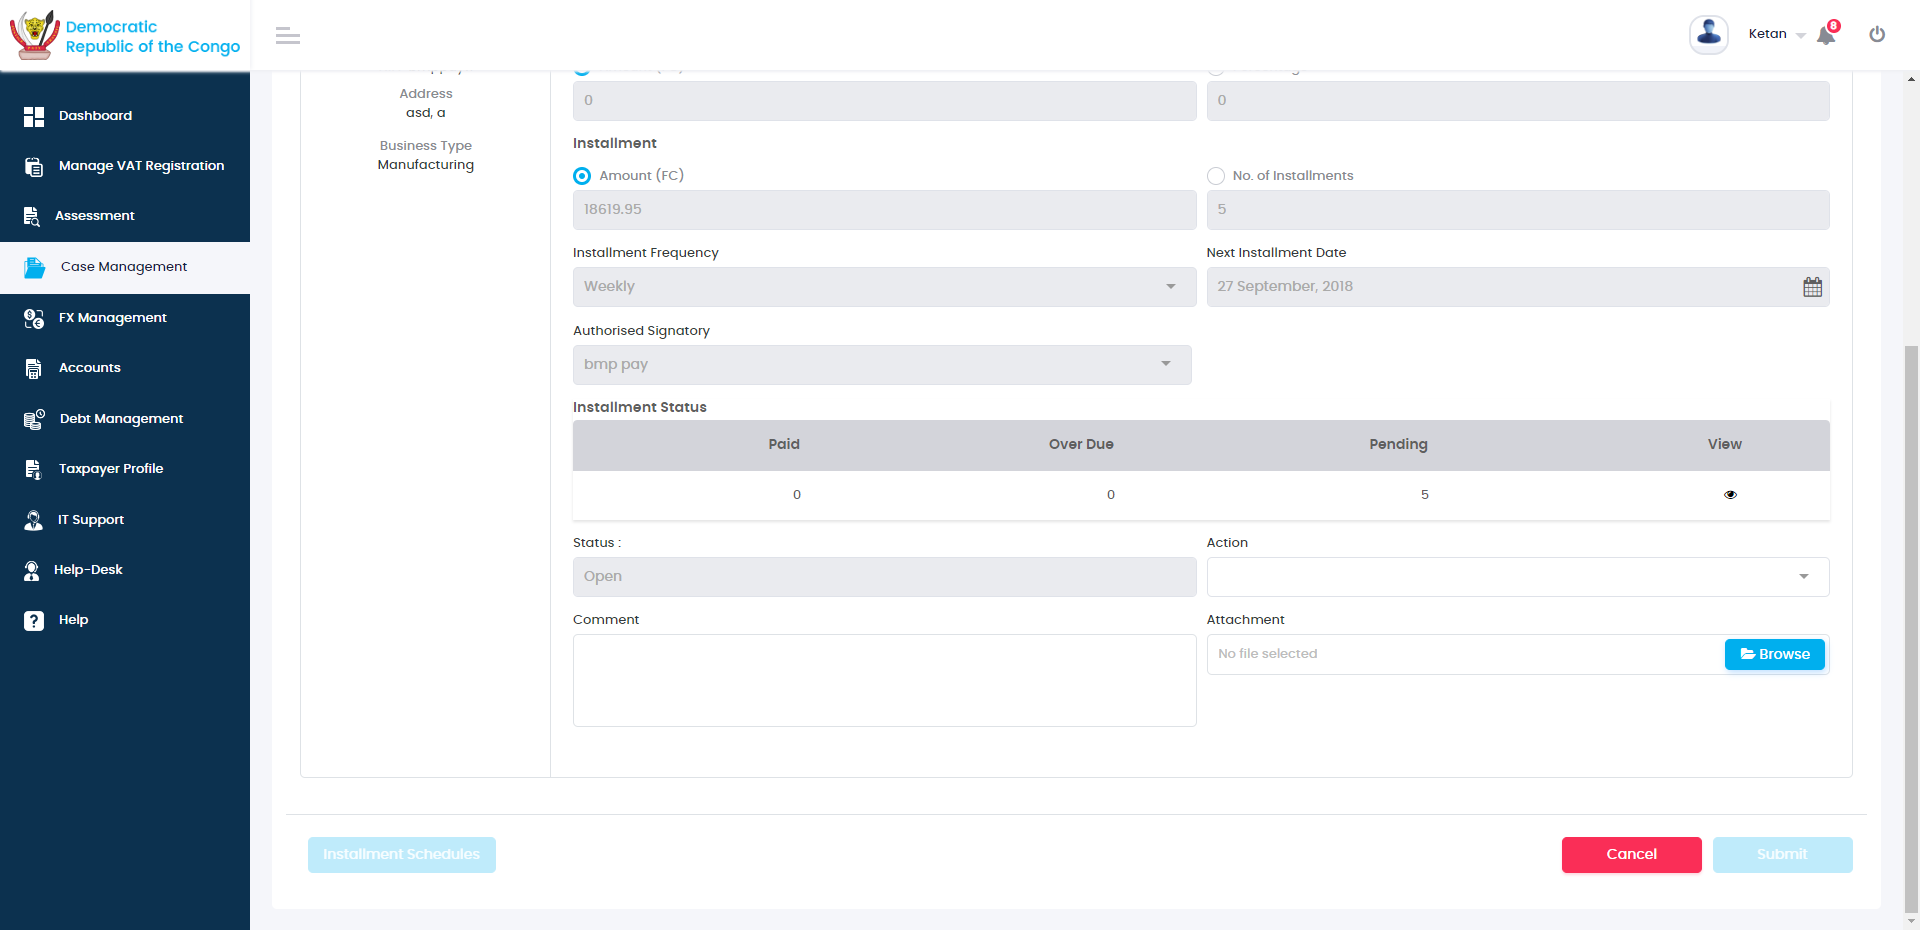 Democratic
Republic of the Congo
Ketan
8
Dashboard
Manage VAT Registration
Assessment
Case Management
FX Management
Accounts
Debt Management
Taxpayer Profile
IT Support
Help-Desk
Help
Address
asd, a
Business Type
Manufacturing
0
0
Installment
Amount (FC)
No. of Installments
18619.95
5
Installment Frequency
Next Installment Date
Weekly
27 September, 2018
Authorised Signatory
bmp pay
Installment Status
Paid
Over Due
Pending
View
0
0
5
Status :
Action
Open
Comment
Attachment
No file selected
Browse
Installment Schedules
Cancel
Submit